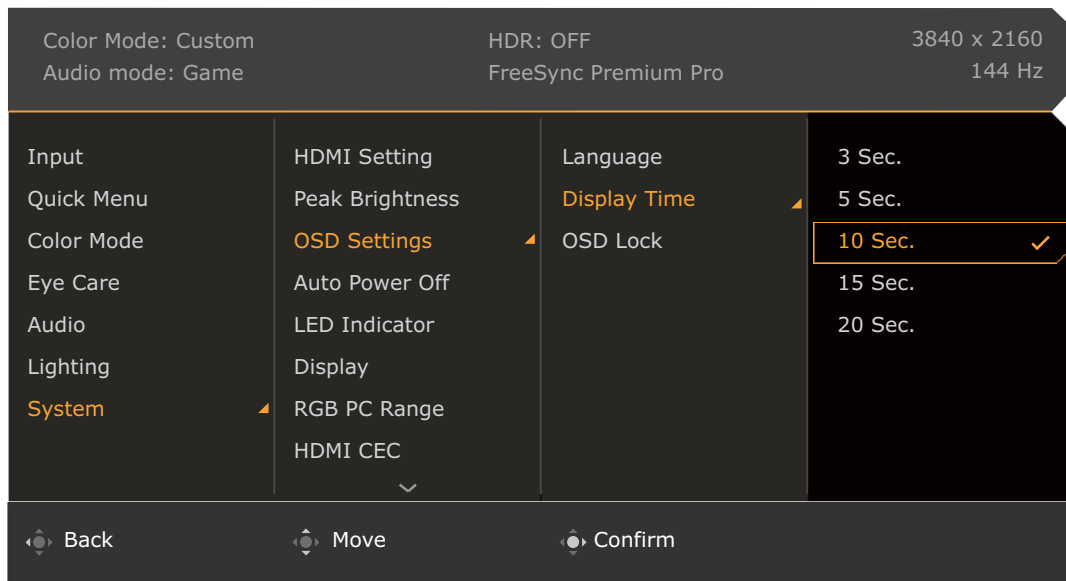 Color Mode: Custom
Audio mode: Game
HDR: OFF
FreeSync Premium Pro
3840 x 2160
144 Hz
Input
Quick Menu
Color Mode
Eye Care
Audio
Lighting
System
HDMI Setting
Peak Brightness
OSD Settings
Auto Power Off
LED Indicator
Display
RGB PC Range
HDMI CEC
Language
Display Time
OSD Lock
3 Sec.
5 Sec.
10 Sec.
15 Sec.
20 Sec.
Back
Move
Confirm